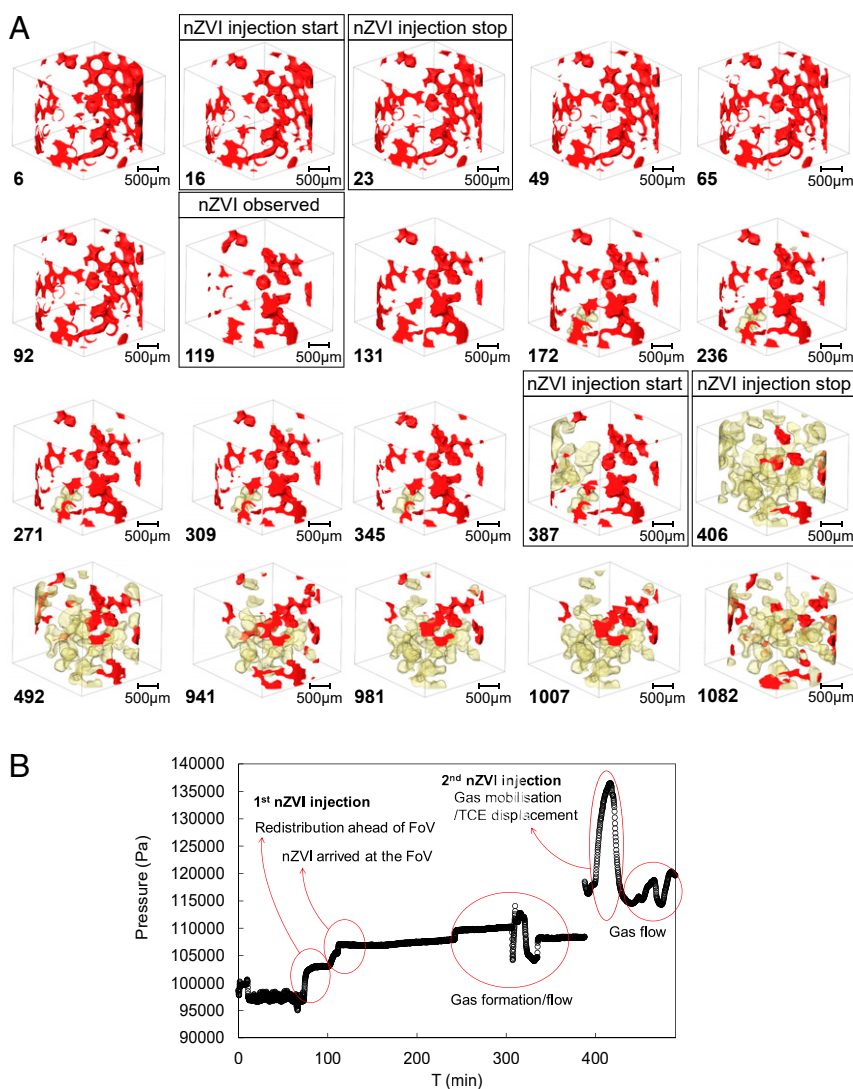 A
nZVI injection start
nZVI injection stop
6
500µm
16
500µm
23
500µm
49
500µm
65
500µm
nZVI observed
92
500µm
119
500µm
131
500µm
172
500µm
236
500µm
nZVI injection start
nZVI injection stop
271
500µm
309
500µm
345
500µm
387
500µm
406
500µm
492
500µm
941
500µm
981
500µm
1007
500µm
1082
500µm
B
140000
135000
130000
125000
120000
115000
110000
105000
100000
95000
90000
Pressure (Pa)
1st nZVI injection
Redistribution ahead of FoV
nZVI arrived at the FoV
2nd nZVI injection
Gas mobilisation
/TCE displacement
Gas flow
Gas formation/flow
0
100
200
300
400
T (min)